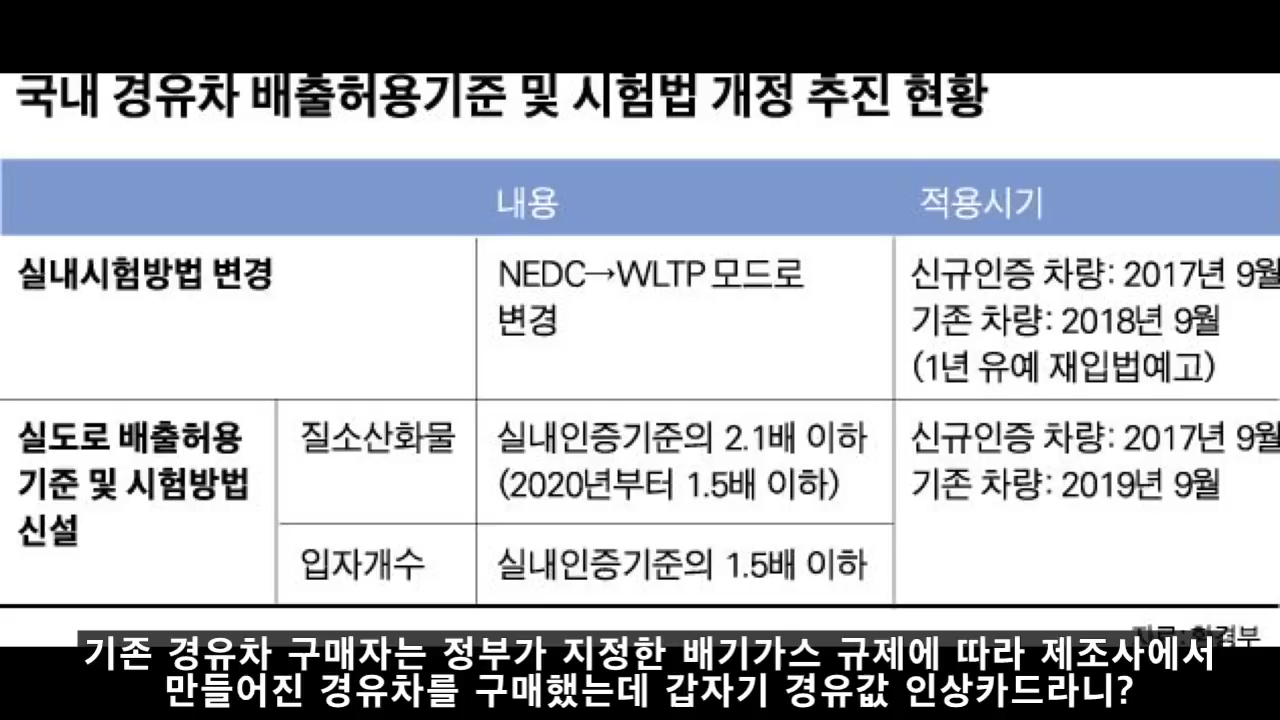 국내 경유차 배출허용기준 및 시험법 개정 추진 현황
내용 적용시기
실내시험방법 변경
NEDC→WLTP 모드로
변경
신규인증 차량: 2017년 9월
기존 차량: 2018년 9월
(1년 유예 재입법예고)
실도로 배출허용
기준 및 시험방법
신설
질소산화물
실내인증기준의 2.1배 이하
(2020년부터 1.5배 이하)
신규인증 차량: 2017년 9월
기존 차량: 2019년 9월
입자개수
실내인증기준의 1.5배 이하
자료: 환경부
기존 경유차 구매자는 정부가 지정한 배기가스 규제에 따라 제조사에서
만들어진 경유차를 구매했는데 갑자기 경유값 인상카드라니?